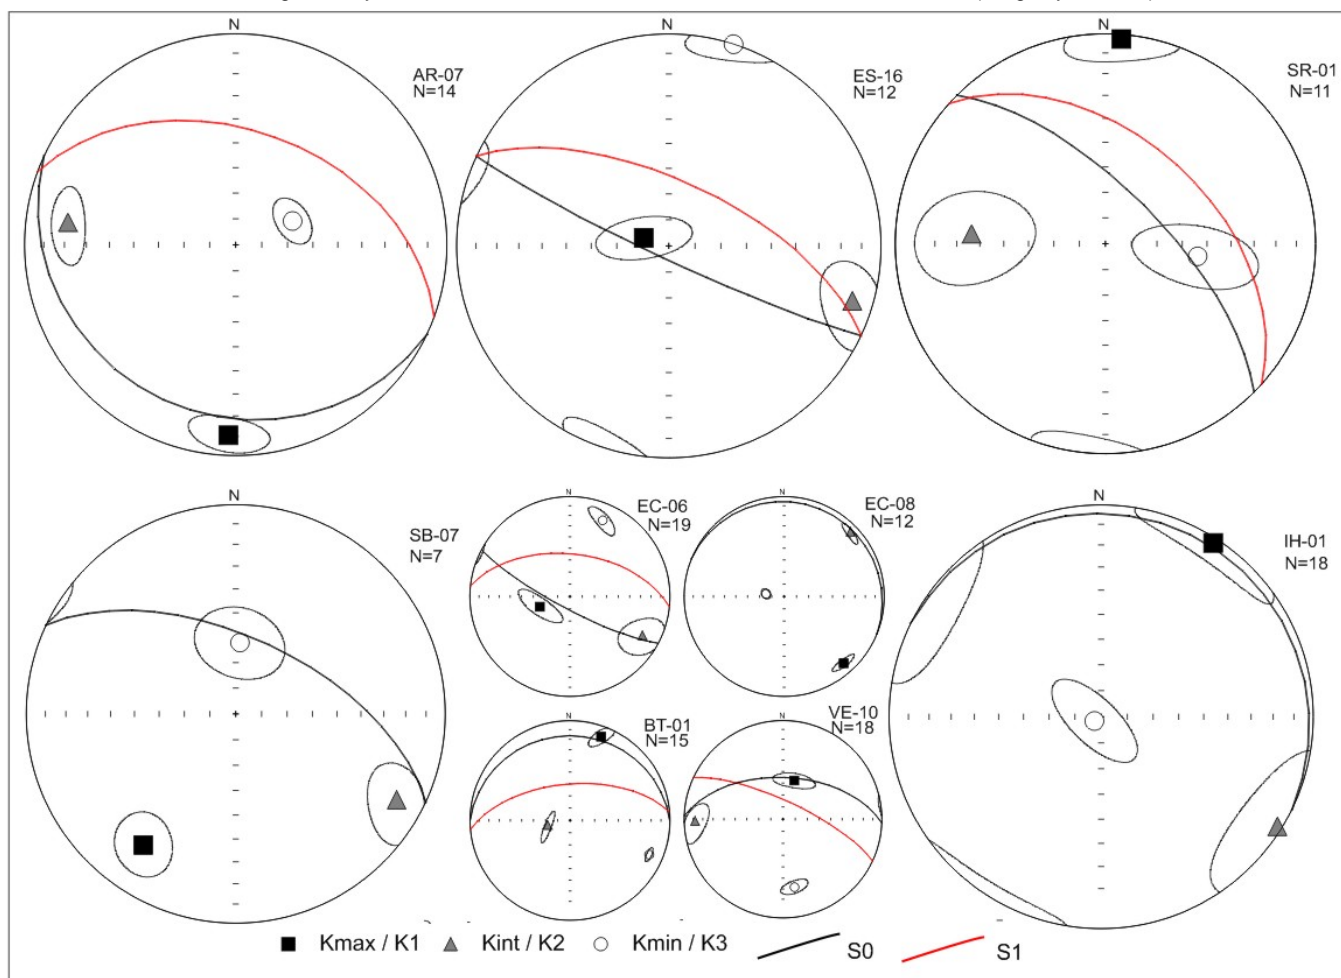 N
AR-07
N=14
N
ES-16
N=12
N
SR-01
N=11
N
SB-07
N=7
N
EC-06
N=19
N
EC-08
N=12
N
IH-01
N=18
N
BT-01
N=15
N
VE-10
N=18
Kmax / K1
Kint / K2
Kmin / K3
S0
S1